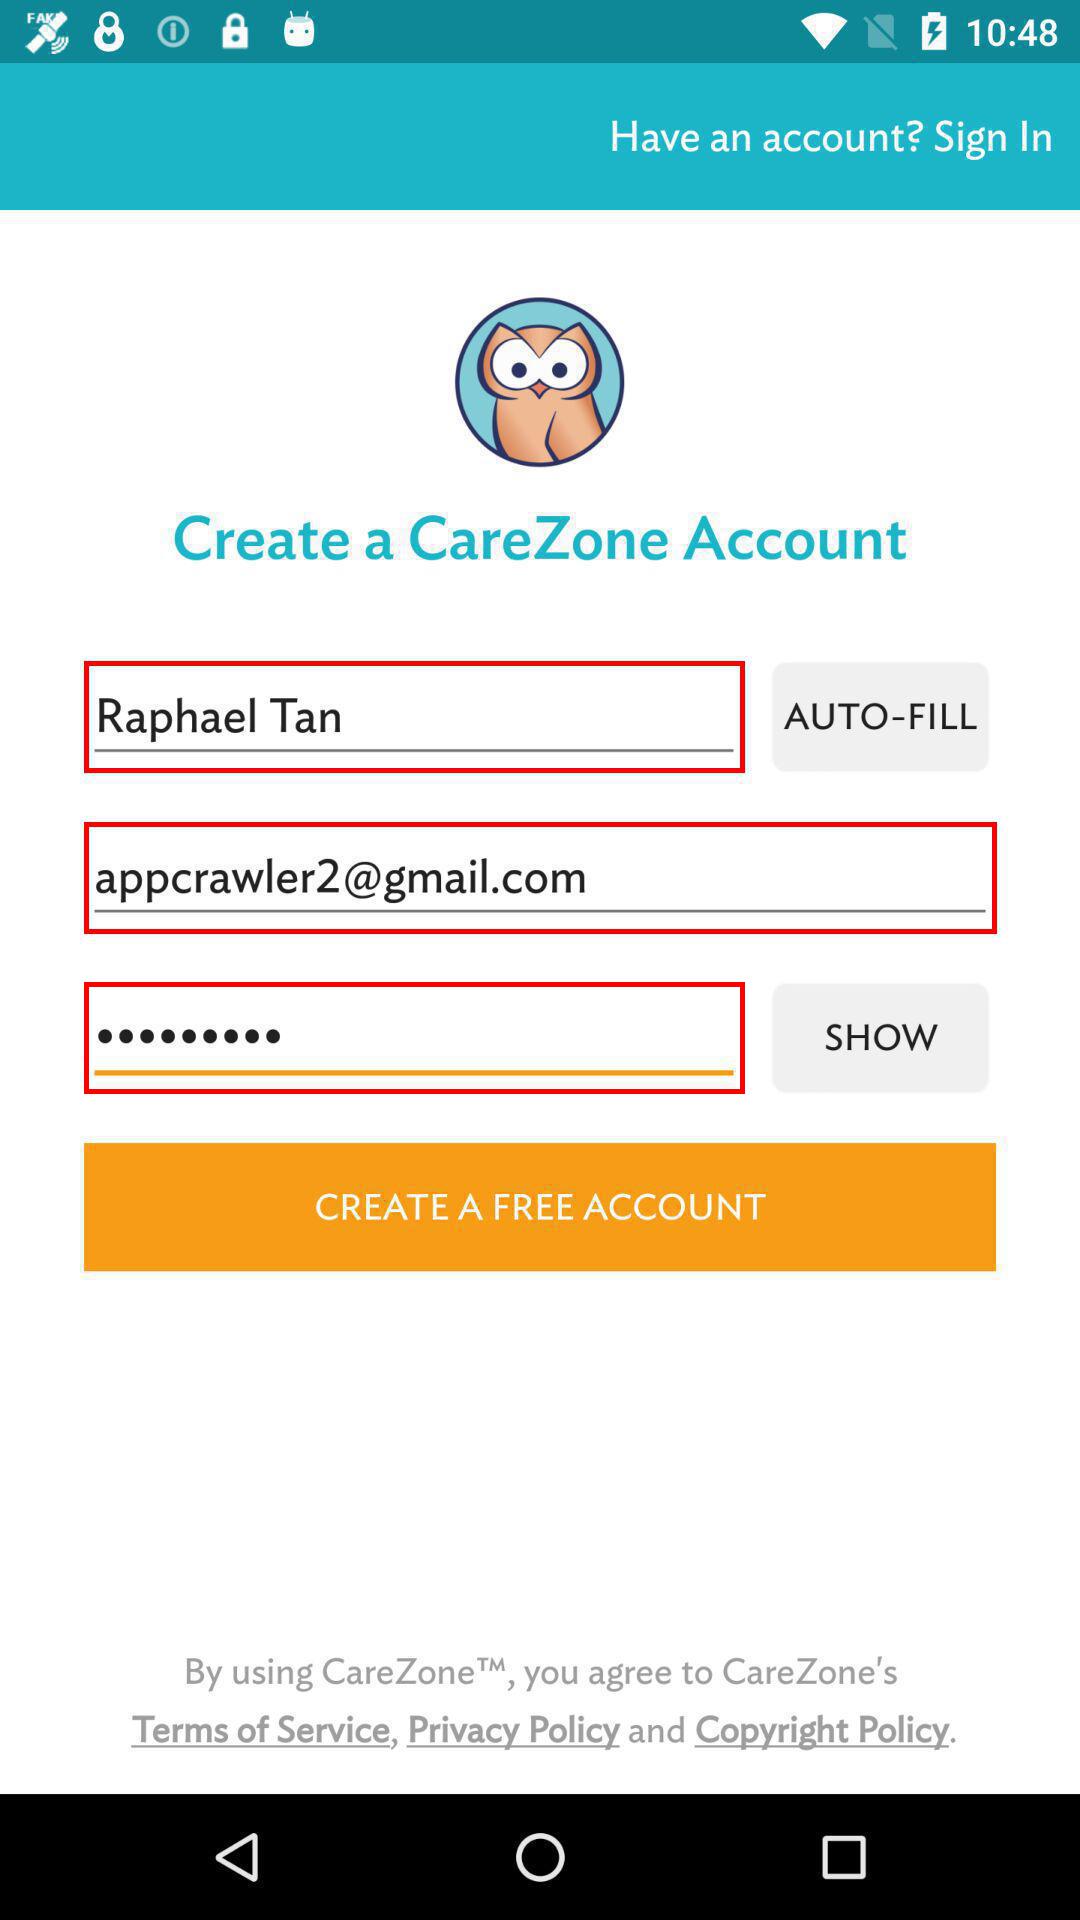 FAKE
10:48
Have an account? Sign In
Create a CareZone Account
Raphael Tan
AUTO-FILL
appcrawler2@gmail.com
•••••••••
SHOW
CREATE A FREE ACCOUNT
By using CareZone™, you agree to CareZone's
Terms of Service, Privacy Policy and Copyright Policy.